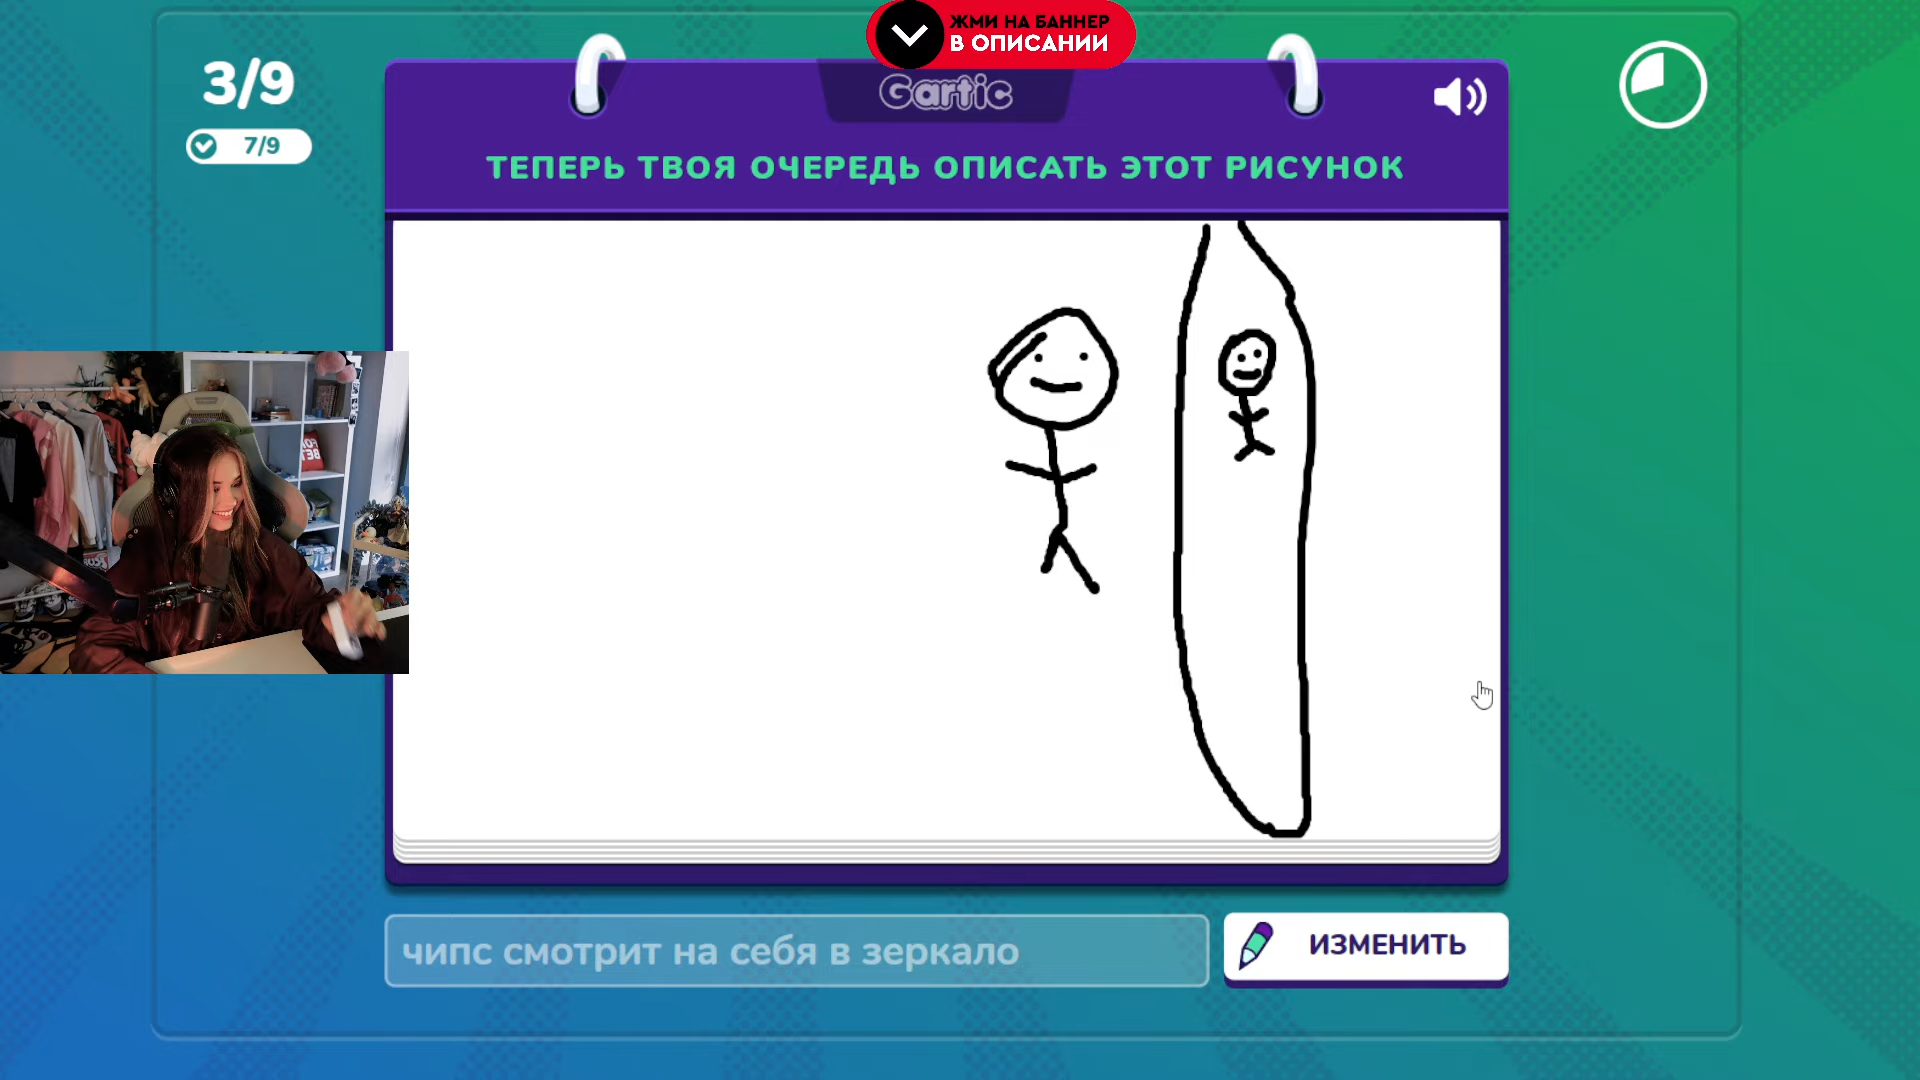 ЖМИ НА БАННЕР
В ОПИСАНИИ
3/9
7/9
Gartic
ТЕПЕРЬ ТВОЯ ОЧЕРЕДЬ ОПИСАТЬ ЭТОТ РИСУНОК
чипс смотрит на себя в зеркало
ИЗМЕНИТЬ